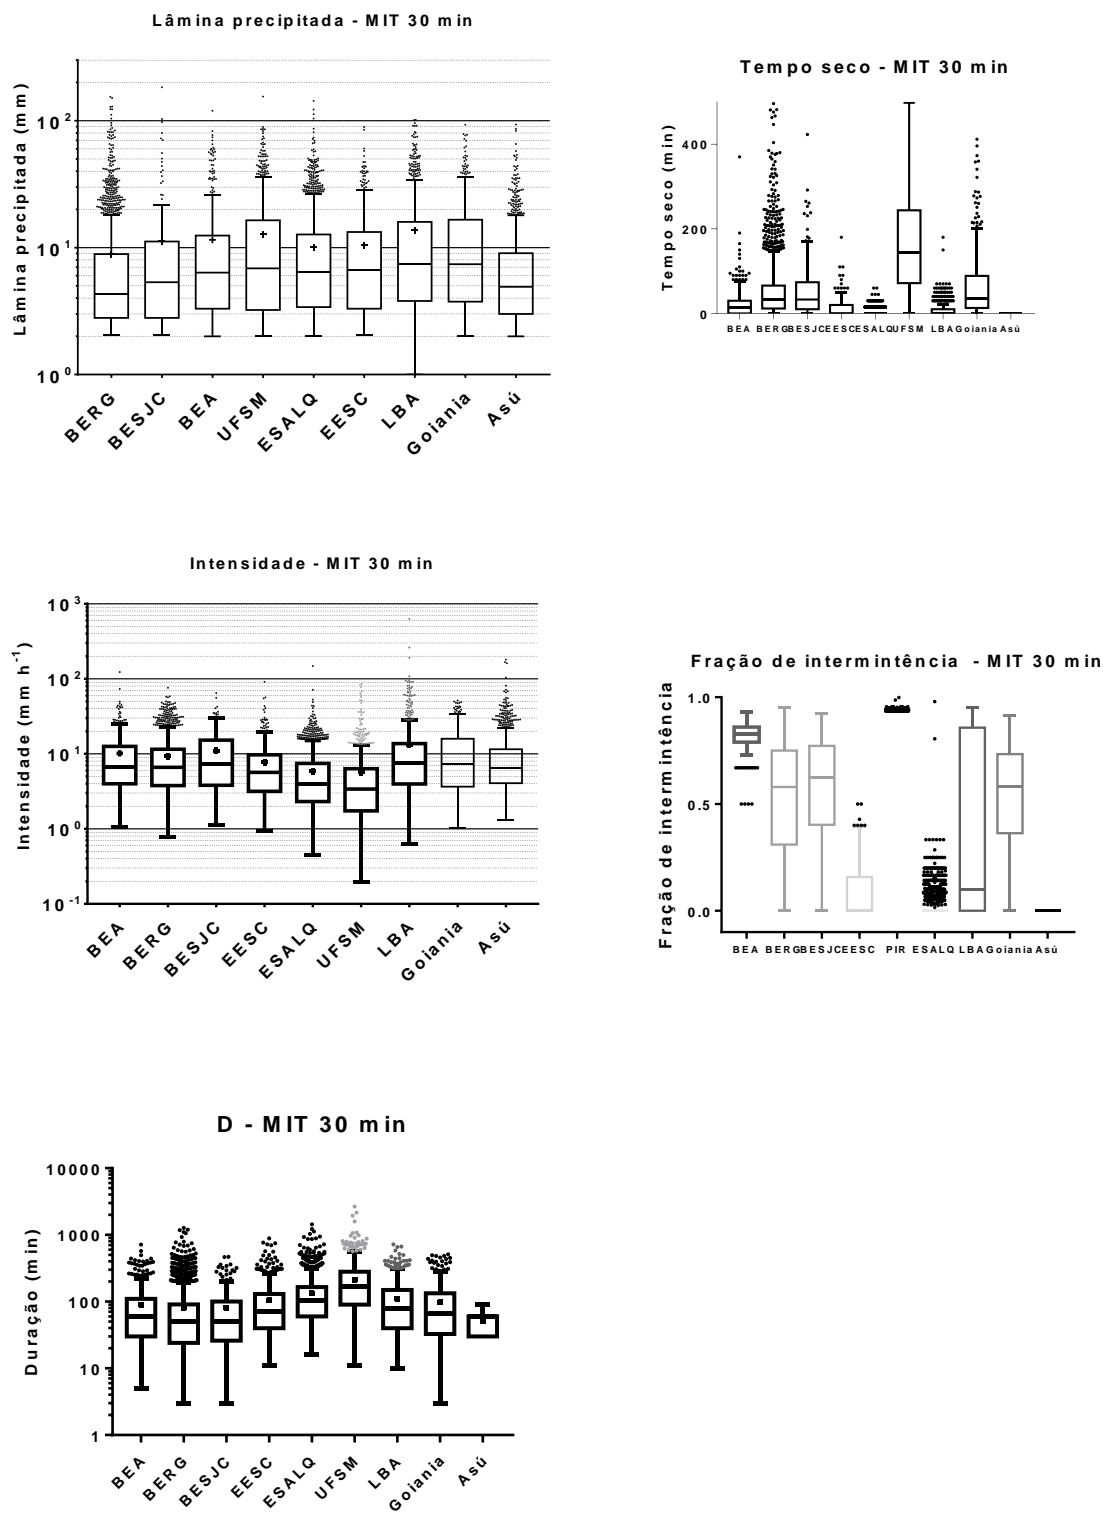 Lâmina precipitada - MIT 30 min
Lâmina precipitada (mm)
10^2
10^1
10^0
BERG
BESJC
BEA
UFSM
ESALQ
EESC
LBA
Goiania
Asú
Tempo seco - MIT 30 min
Tempo seco (min)
400
200
0
BEA BERG BESJC EESC ESALQ UFSM LBA Goiania Asú
Intensidade - MIT 30 min
Intensidade (mm h^-1)
10^3
10^2
10^1
10^0
10^-1
BEA
BERG
BESJC
EESC
ESALQ
UFSM
LBA
Goiania
Asú
Fração de intermintência - MIT 30 min
Fração de intermintência
1.0
0.5
0.0
BEA BERG BESJC EESC PIR ESALQ LBA Goiania Asú
D - MIT 30 min
Duração (min)
10000
1000
100
10
1
BEA
BERG
BESJC
EESC
ESALQ
UFSM
LBA
Goiania
Asú